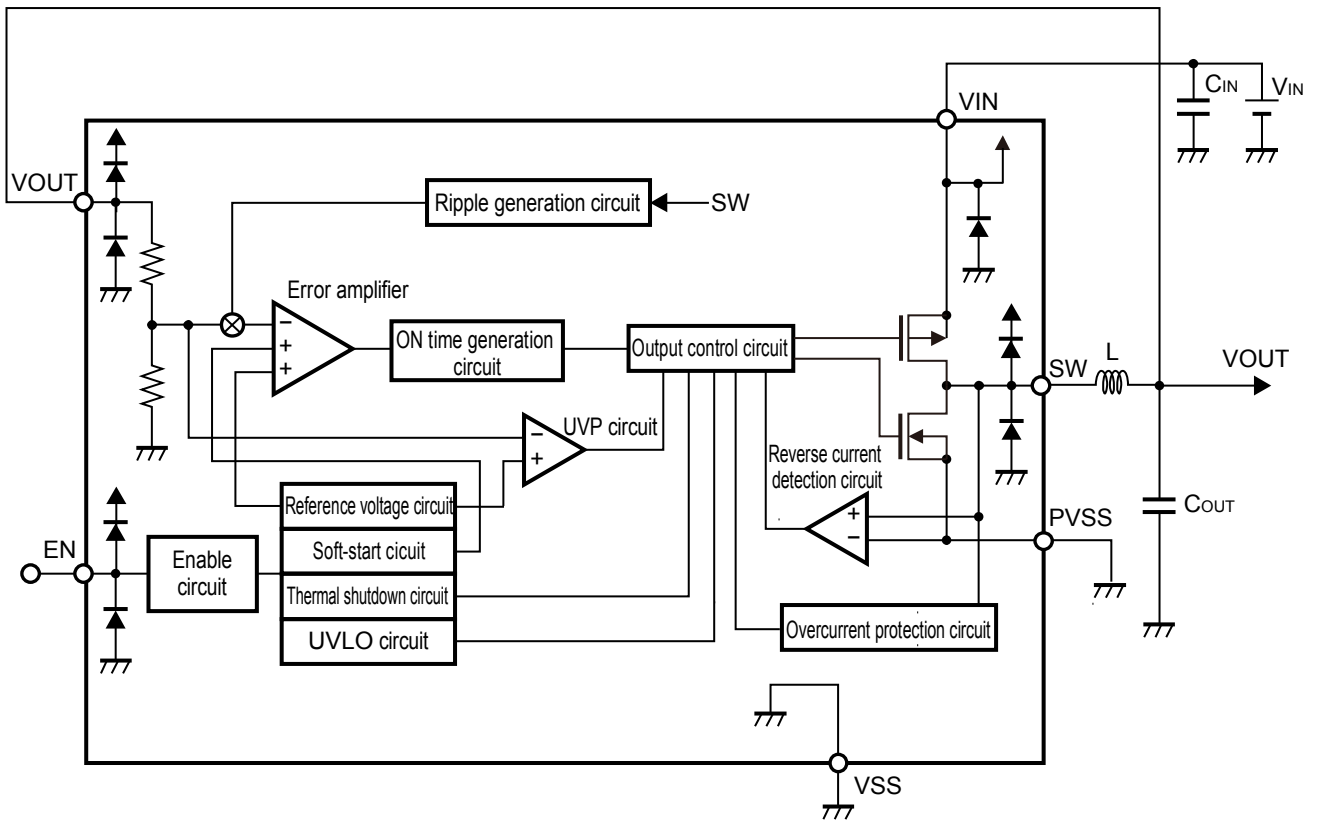 CIN
VIN
VIN
VOUT
Ripple generation circuit
SW
Error amplifier
−
+
+
ON time generation
circuit
Output control circuit
SW
L
VOUT
UVP circuit
−
+
Reverse current
detection circuit
+
−
Reference voltage circuit
Soft-start cicuit
Thermal shutdown circuit
UVLO circuit
EN
Enable
circuit
PVSS
COUT
Overcurrent protection circuit
VSS